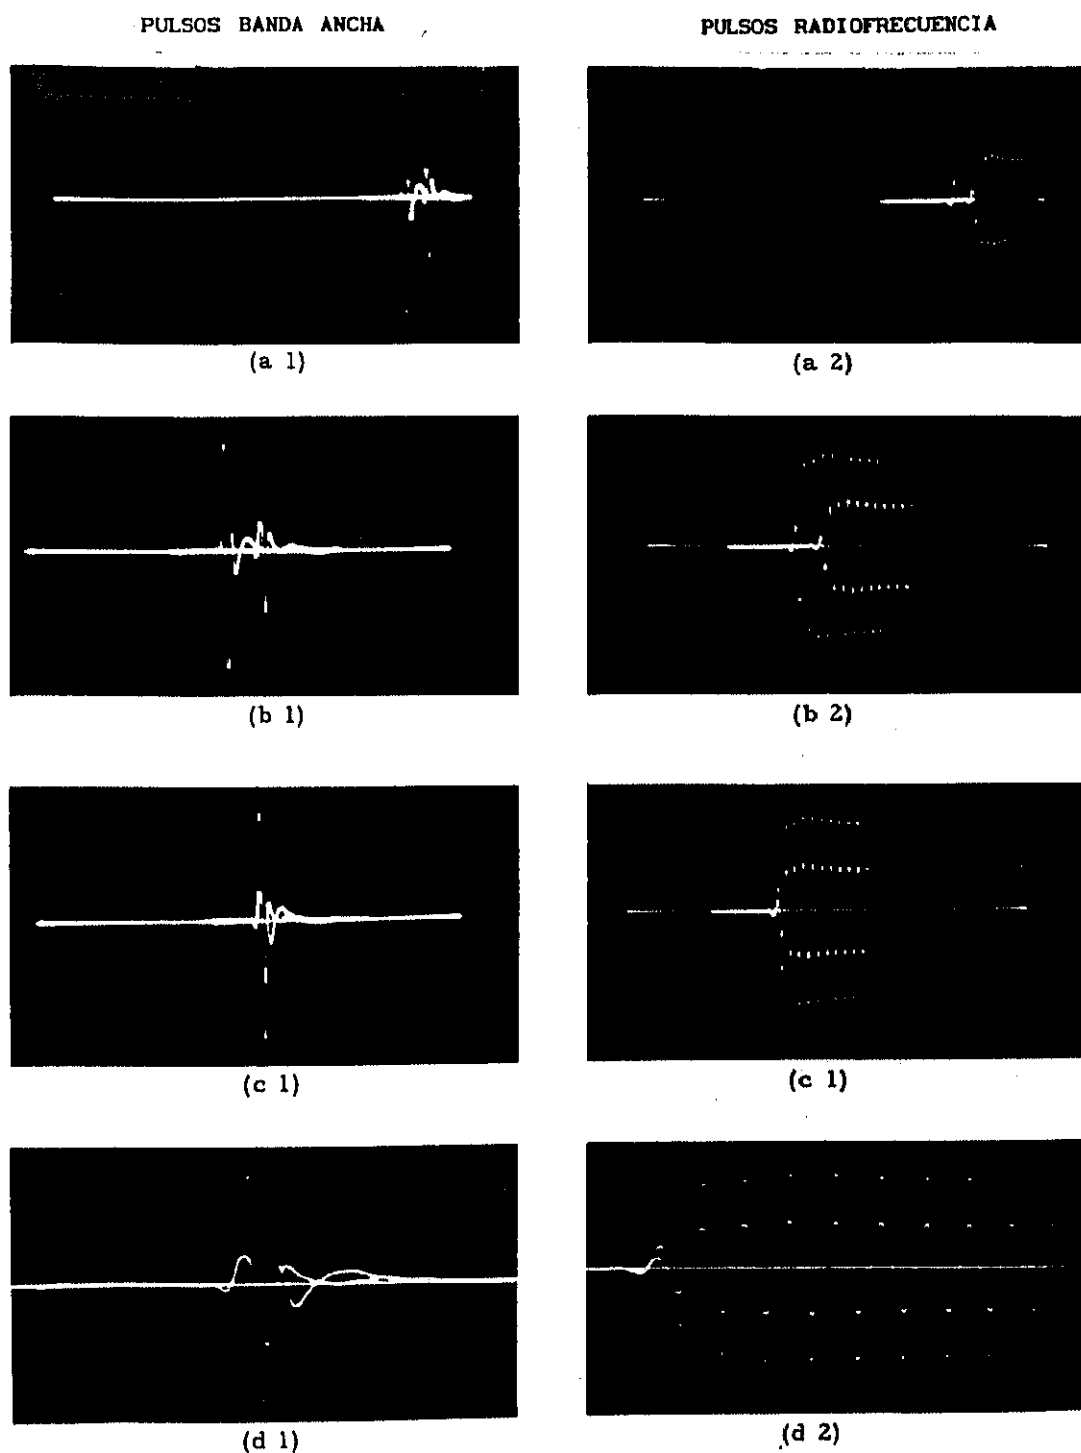 PULSOS BANDA ANCHA
PULSOS RADIOFRECUENCIA
(a 1)
(a 2)
(b 1)
(b 2)
(c 1)
(c 1)
(d 1)
(d 2)